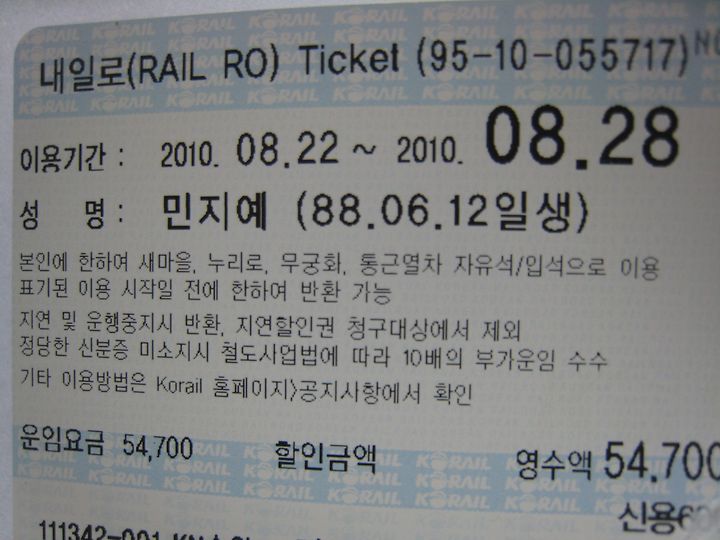 내일로(RAIL RO) Ticket (95-10-055717)
이용기간 : 2010. 08.22 ~ 2010. 08.28
성 명 : 민지예 (88.06.12일생)
본인에 한하여 새마을, 누리로, 무궁화, 통근열차 자유석/입석으로 이용
표기된 이용 시작일 전에 한하여 반환 가능
지연 및 운행중지시 반환, 지연할인권 청구대상에서 제외
정당한 신분증 미소지시 철도사업법에 따라 10배의 부가운임 수수
기타 이용방법은 Korail 홈페이지>공지사항에서 확인
운임요금 54,700 할인금액 영수액 54,700
신용
111342-001